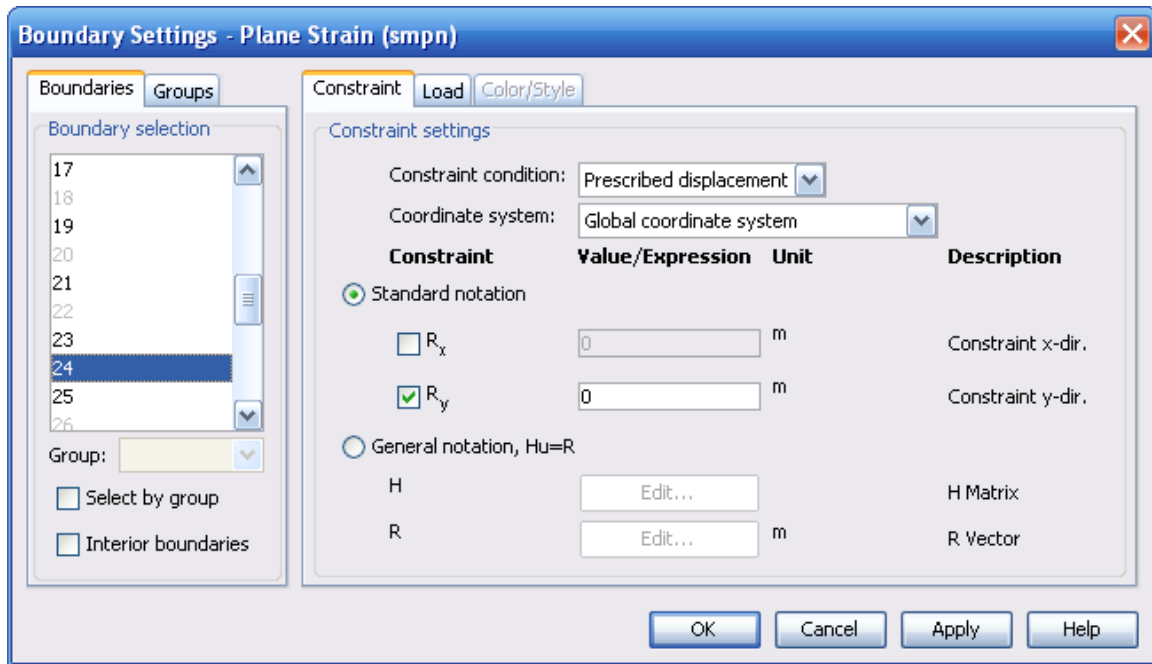 Boundary Settings - Plane Strain (smpn)
Boundaries Groups
Boundary selection
17
18
19
20
21
22
23
24
25
26
Group:
Select by group
Interior boundaries
Constraint Load Color/Style
Constraint settings
Constraint condition: Prescribed displacement
Coordinate system: Global coordinate system
Constraint Value/Expression Unit Description
Standard notation
Rx 0 m Constraint x-dir.
Ry 0 m Constraint y-dir.
General notation, Hu=R
H Edit... H Matrix
R Edit... m R Vector
OK Cancel Apply Help